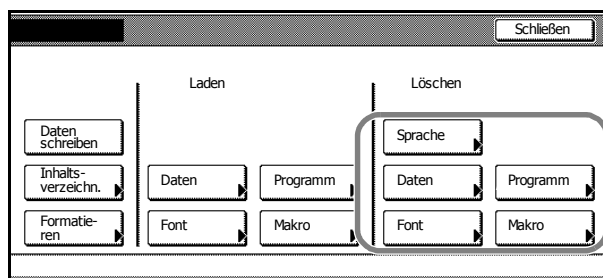 Schließen
Laden
Löschen
Daten
schreiben
Sprache
Inhalts-
verzeichn.
Daten
Programm
Daten
Programm
Formatie-
ren
Font
Makro
Font
Makro